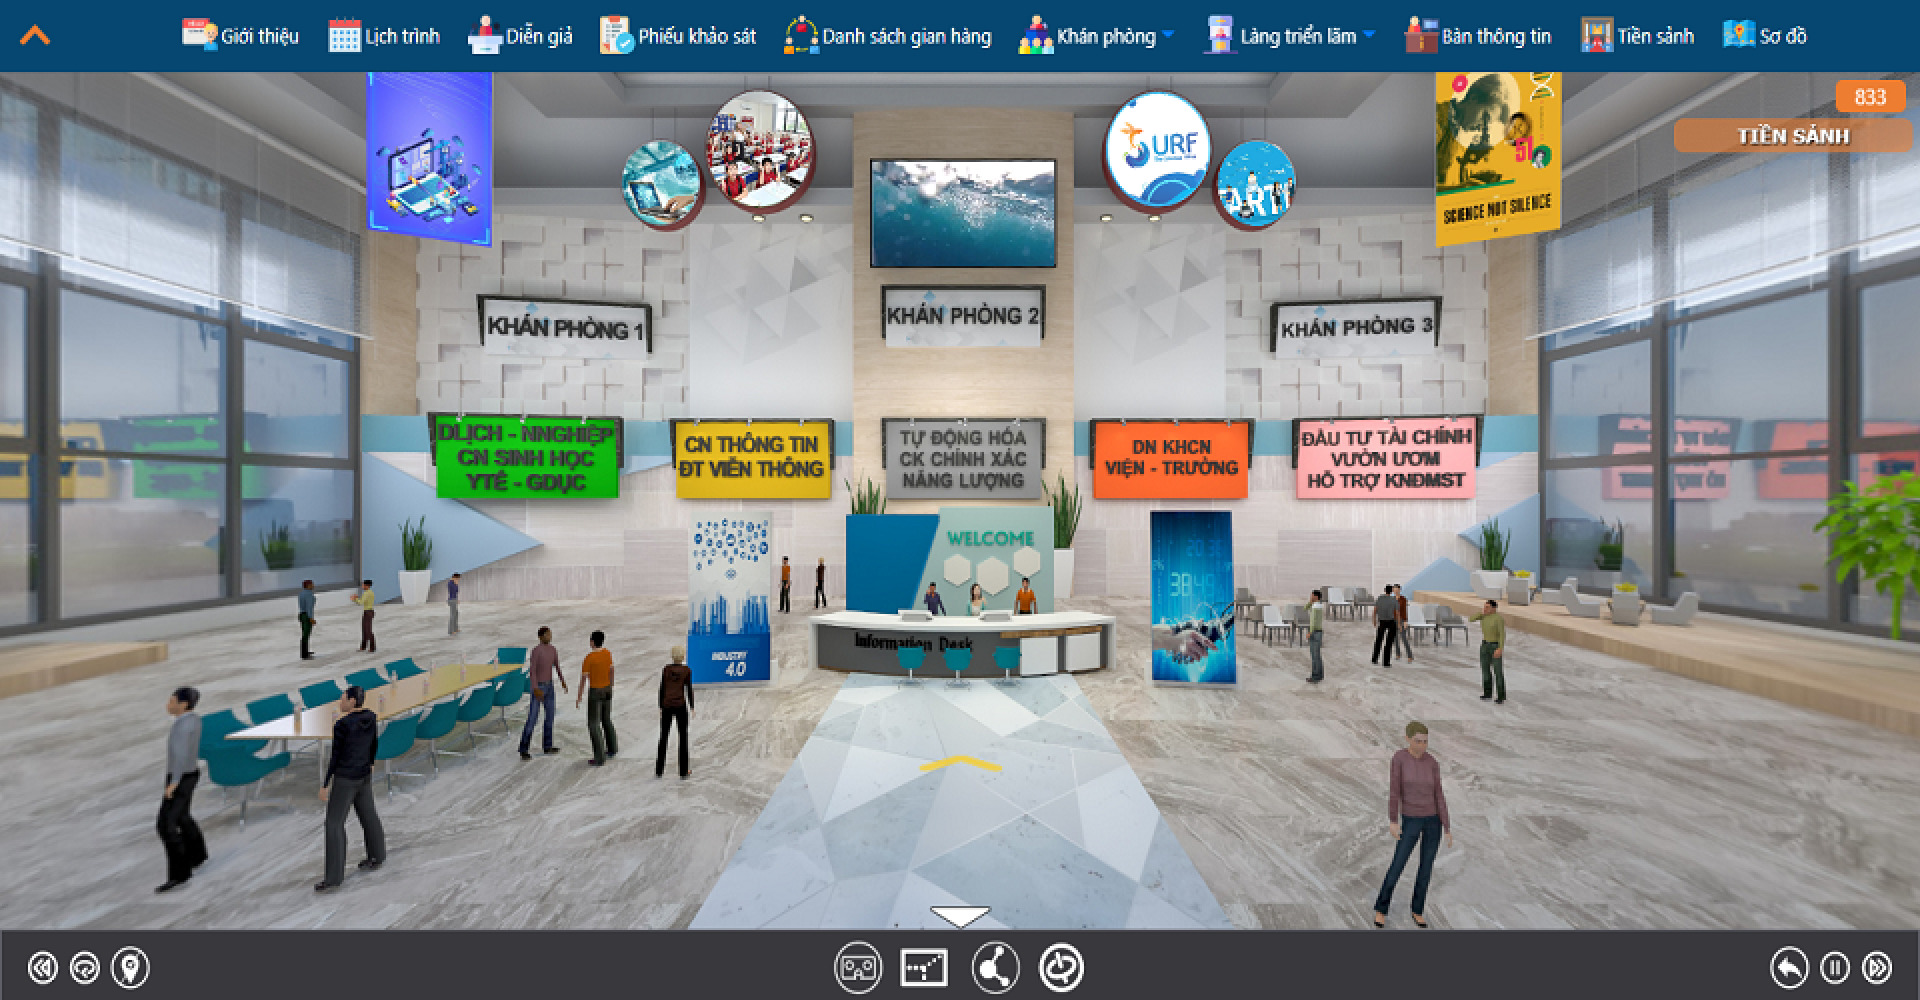 Giới thiệu
Lịch trình
Diễn giả
Phiếu khảo sát
Danh sách gian hàng
Khán phòng
Làng triển lãm
Bàn thông tin
Tiền sảnh
Sơ đồ
833
TIỀN SẢNH
URF
ART
51
SCIENCE NOT SILENCE
KHÁN PHÒNG 1
KHÁN PHÒNG 2
KHÁN PHÒNG 3
DLỊCH - NNGHIỆP
CN SINH HỌC
YTẾ - GDỤC
CN THÔNG TIN
ĐT VIỄN THÔNG
TỰ ĐỘNG HÓA
CK CHÍNH XÁC
NĂNG LƯỢNG
DN KHCN
VIỆN - TRƯỜNG
ĐẦU TƯ TÀI CHÍNH
VƯỜN ƯƠM
HỖ TRỢ KNĐMST
WELCOME
INDUSTRY
4.0
Information Desk